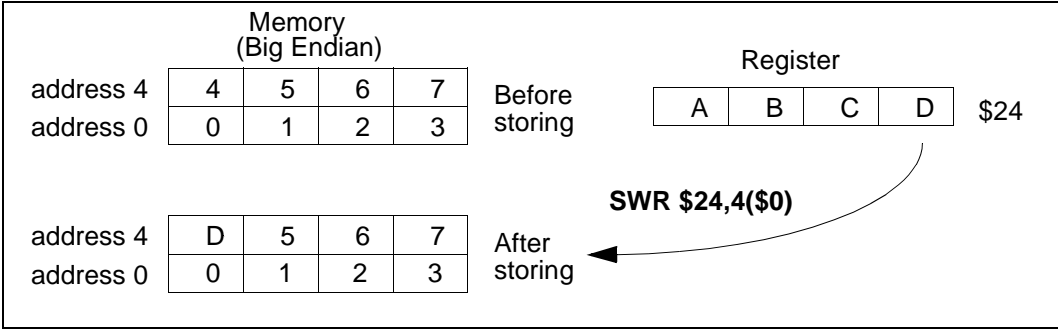 Memory
(Big Endian)
Register
address 4 4 5 6 7 Before
address 0 0 1 2 3 storing
A B C D $24
SWR $24,4($0)
address 4 D 5 6 7 After
address 0 0 1 2 3 storing